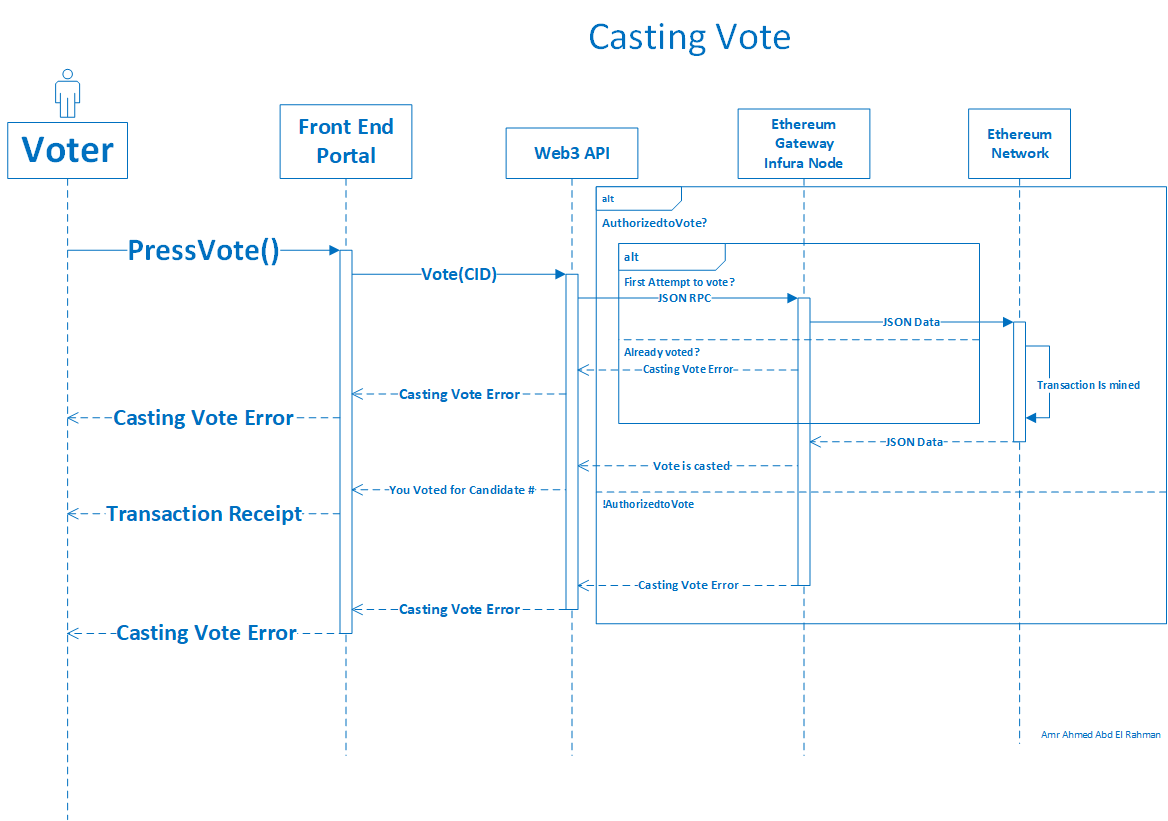 Casting Vote
Voter
Front End
Portal
Web3 API
Ethereum
Gateway
Infura Node
Ethereum
Network
alt
AuthorizedtoVote?
PressVote()
alt
Vote(CID)
First Attempt to vote?
JSON RPC
JSON Data
Already voted?
Casting Vote Error
Transaction Is mined
Casting Vote Error
Casting Vote Error
JSON Data
Vote is casted
You Voted for Candidate #
!AuthorizedtoVote
Transaction Receipt
Casting Vote Error
Casting Vote Error
Casting Vote Error
Amr Ahmed Abd El Rahman